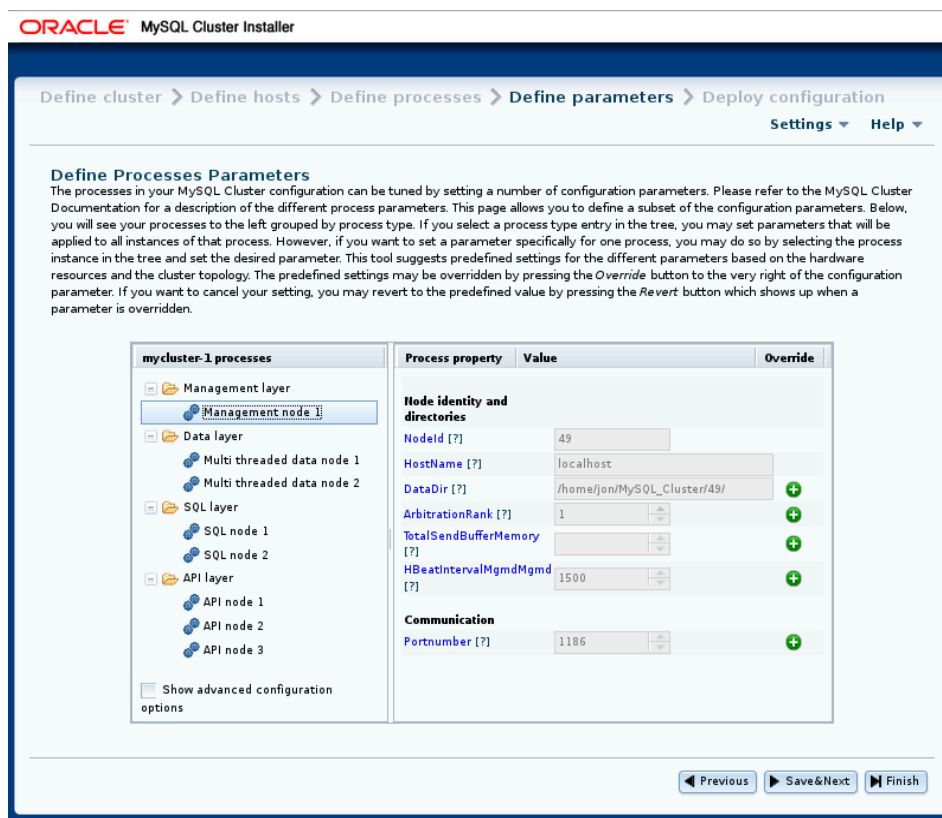 ORACLE MySQL Cluster Installer
Define cluster Define hosts Define processes Define parameters Deploy configuration
Settings Help
Define Processes Parameters
The processes in your MySQL Cluster configuration can be tuned by setting a number of configuration parameters. Please refer to the MySQL Cluster
Documentation for a description of the different process parameters. This page allows you to define a subset of the configuration parameters. Below,
you will see your processes to the left grouped by process type. If you select a process type entry in the tree, you may set parameters that will be
applied to all instances of that process. However, if you want to set a parameter specifically for one process, you may do so by selecting the process
instance in the tree and set the desired parameter. This tool suggests predefined settings for the different parameters based on the hardware
resources and the cluster topology. The predefined settings may be overridden by pressing the Override button to the very right of the configuration
parameter. If you want to cancel your setting, you may revert to the predefined value by pressing the Revert button which shows up when a
parameter is overridden.
mycluster-1 processes
Management layer
Management node 1
Data layer
Multi threaded data node 1
Multi threaded data node 2
SQL layer
SQL node 1
SQL node 2
API layer
API node 1
API node 2
API node 3
Show advanced configuration
options
Process property Value Override
Node identity and
directories
NodeId [?] 49
HostName [?] localhost
DataDir [?] /home/jon/MySQL_Cluster/49/
ArbitrationRank [?] 1
TotalSendBufferMemory
[?]
HBeatIntervalMgmdMgmd
[?] 1500
Communication
Portnumber [?] 1186
Previous Save&Next Finish